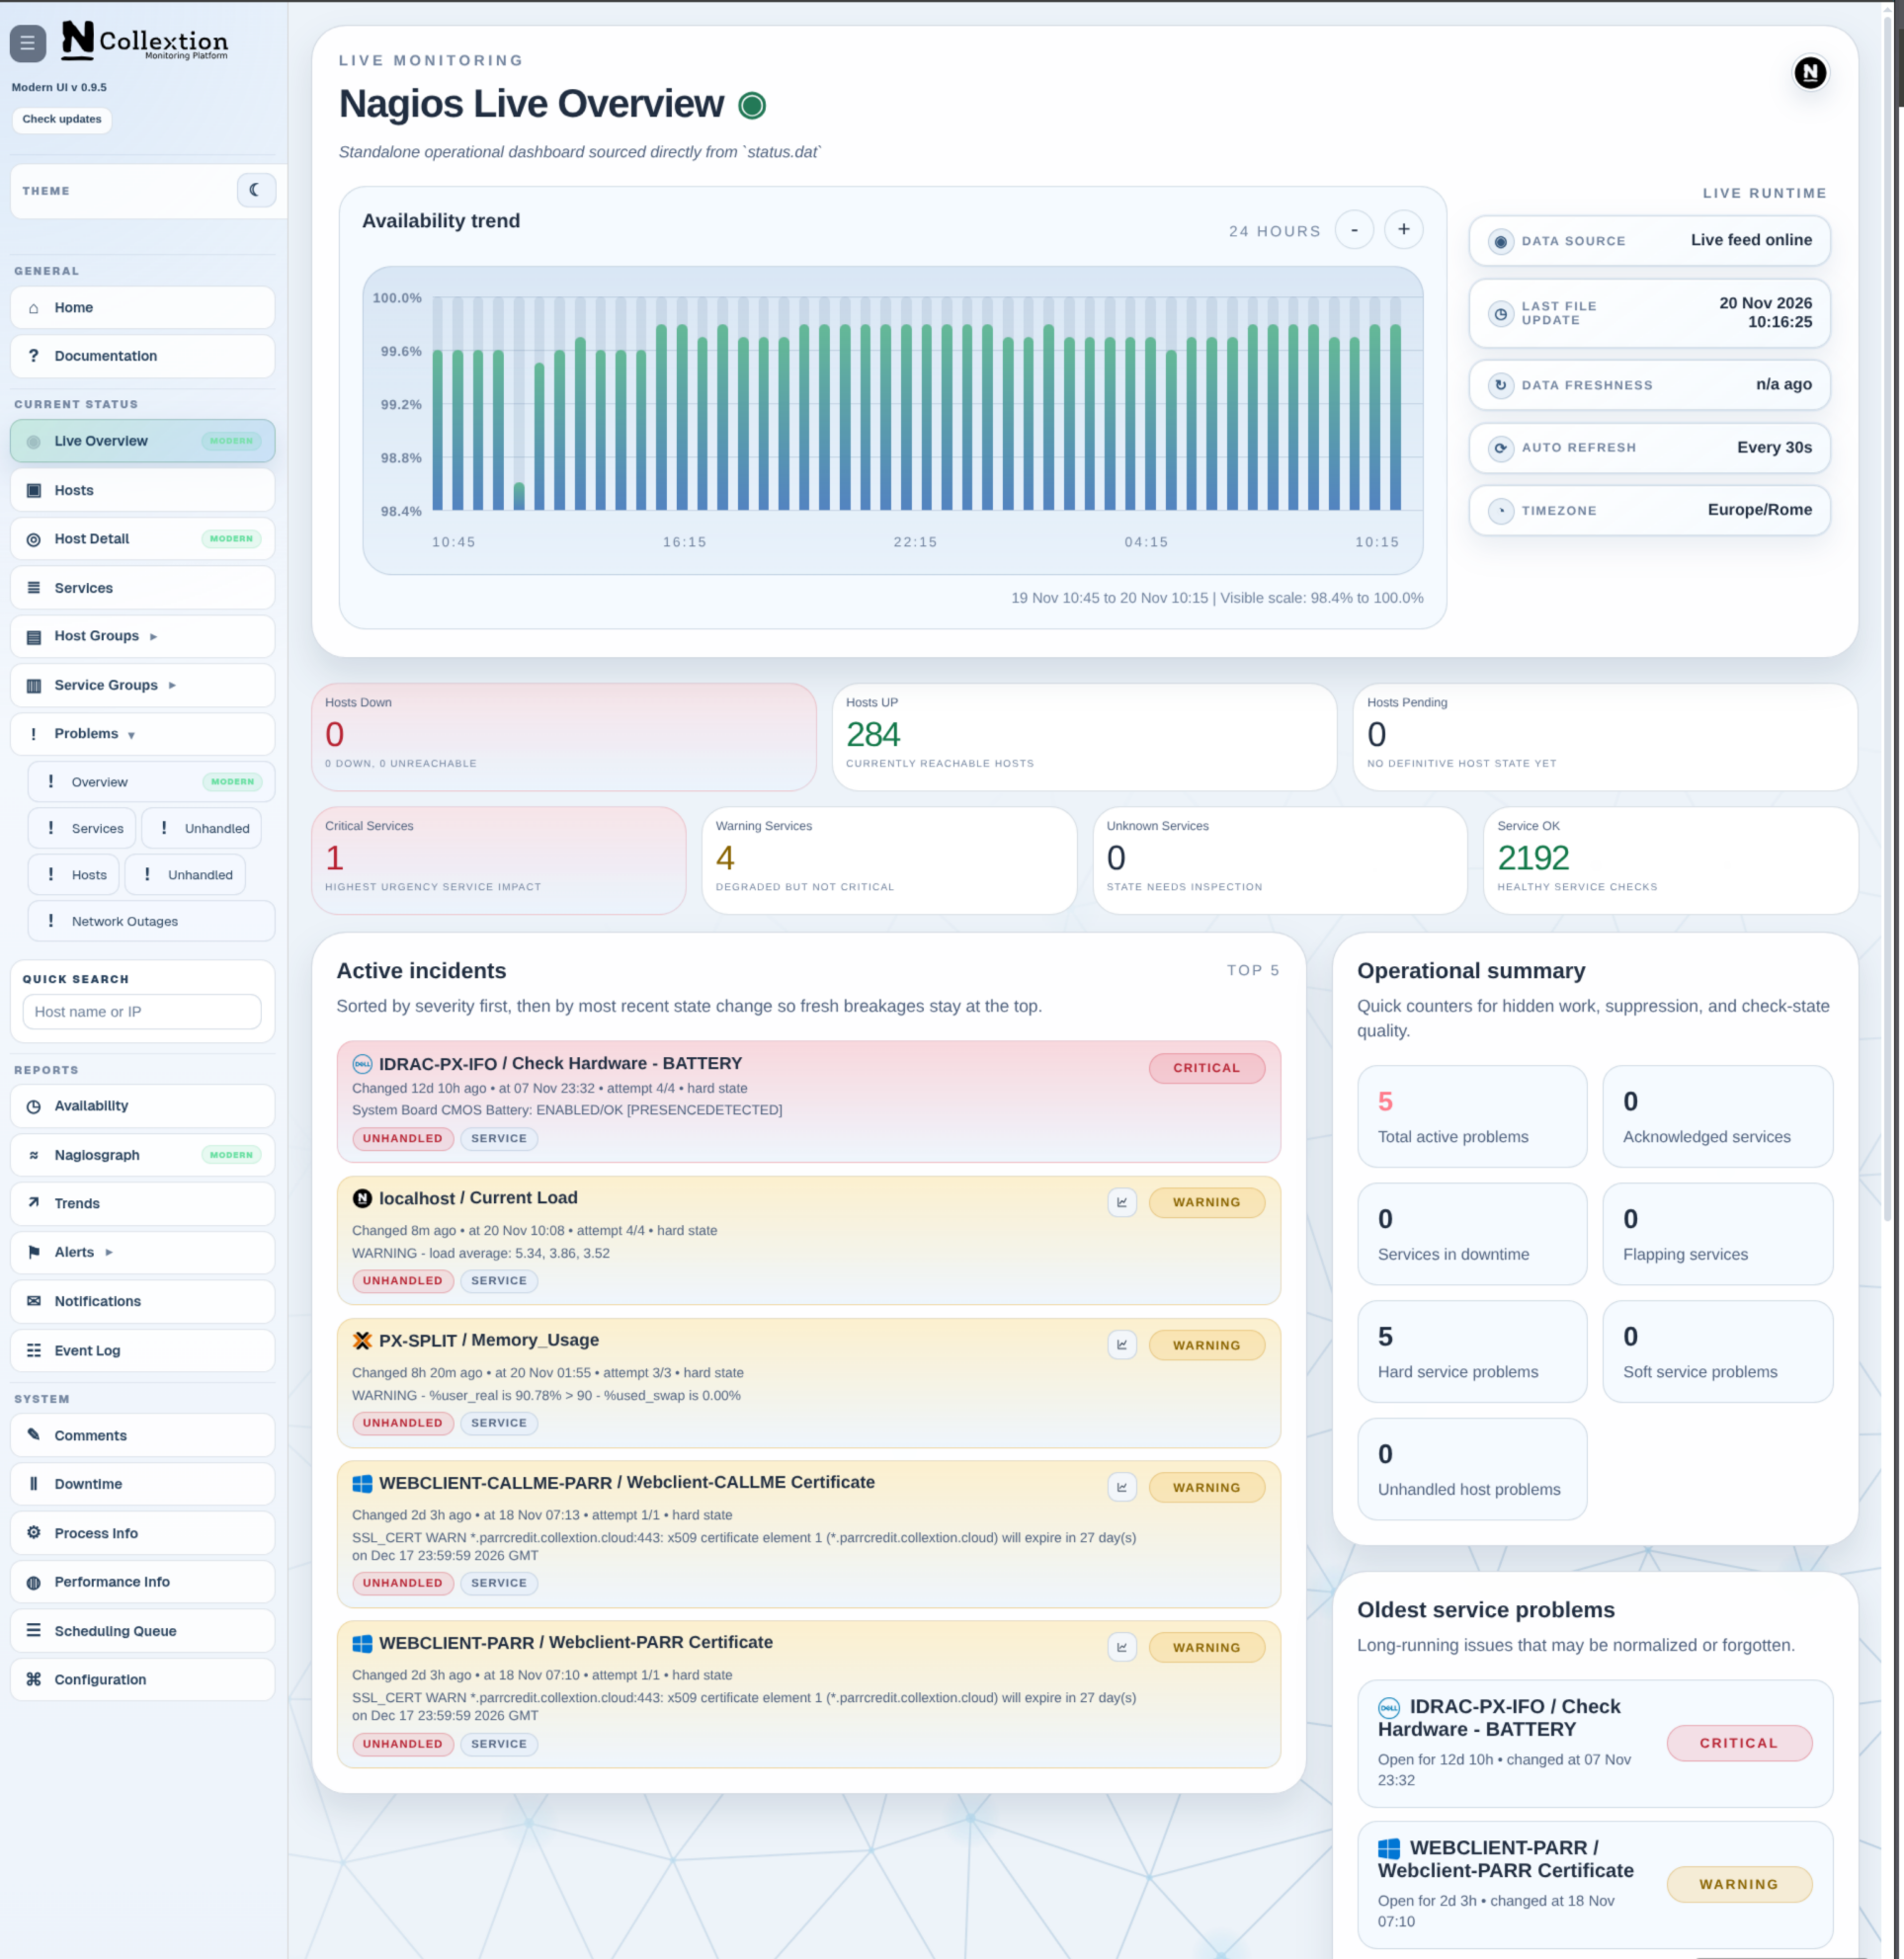 N Collextion
Monitoring Platform
Modern UI v 0.9.5
Check updates
THEME
GENERAL
Home
? Documentation
CURRENT STATUS
Live Overview MODERN
Hosts
Host Detail MODERN
Services
Host Groups
Service Groups
! Problems
! Overview MODERN
! Services ! Unhandled
! Hosts ! Unhandled
! Network Outages
QUICK SEARCH
Host name or IP
REPORTS
Availability
Nagiosgraph MODERN
Trends
Alerts
Notifications
Event Log
SYSTEM
Comments
Downtime
Process Info
Performance Info
Scheduling Queue
Configuration
LIVE MONITORING
N
Nagios Live Overview
Standalone operational dashboard sourced directly from `status.dat`
Availability trend
24 HOURS - +
100.0%
99.6%
99.2%
98.8%
98.4%
10:45 16:15 22:15 04:15 10:15
19 Nov 10:45 to 20 Nov 10:15 | Visible scale: 98.4% to 100.0%
LIVE RUNTIME
DATA SOURCE Live feed online
LAST FILE UPDATE 20 Nov 2026
10:16:25
DATA FRESHNESS n/a ago
AUTO REFRESH Every 30s
TIMEZONE Europe/Rome
Hosts Down
0
0 DOWN, 0 UNREACHABLE
Hosts UP
284
CURRENTLY REACHABLE HOSTS
Hosts Pending
0
NO DEFINITIVE HOST STATE YET
Critical Services
1
HIGHEST URGENCY SERVICE IMPACT
Warning Services
4
DEGRADED BUT NOT CRITICAL
Unknown Services
0
STATE NEEDS INSPECTION
Service OK
2192
HEALTHY SERVICE CHECKS
Active incidents TOP 5
Sorted by severity first, then by most recent state change so fresh breakages stay at the top.
DELL IDRAC-PX-IFO / Check Hardware - BATTERY CRITICAL
Changed 12d 10h ago • at 07 Nov 23:32 • attempt 4/4 • hard state
System Board CMOS Battery: ENABLED/OK [PRESENCEDETECTED]
UNHANDLED SERVICE
N localhost / Current Load WARNING
Changed 8m ago • at 20 Nov 10:08 • attempt 4/4 • hard state
WARNING - load average: 5.34, 3.86, 3.52
UNHANDLED SERVICE
PX-SPLIT / Memory_Usage WARNING
Changed 8h 20m ago • at 20 Nov 01:55 • attempt 3/3 • hard state
WARNING - %user_real is 90.78% > 90 - %used_swap is 0.00%
UNHANDLED SERVICE
WEBCLIENT-CALLME-PARR / Webclient-CALLME Certificate WARNING
Changed 2d 3h ago • at 18 Nov 07:13 • attempt 1/1 • hard state
SSL_CERT WARN *.parrcredit.collextion.cloud:443: x509 certificate element 1 (*.parrcredit.collextion.cloud) will expire in 27 day(s)
on Dec 17 23:59:59 2026 GMT
UNHANDLED SERVICE
WEBCLIENT-PARR / Webclient-PARR Certificate WARNING
Changed 2d 3h ago • at 18 Nov 07:10 • attempt 1/1 • hard state
SSL_CERT WARN *.parrcredit.collextion.cloud:443: x509 certificate element 1 (*.parrcredit.collextion.cloud) will expire in 27 day(s)
on Dec 17 23:59:59 2026 GMT
UNHANDLED SERVICE
Operational summary
Quick counters for hidden work, suppression, and check-state
quality.
5
Total active problems
0
Acknowledged services
0
Services in downtime
0
Flapping services
5
Hard service problems
0
Soft service problems
0
Unhandled host problems
Oldest service problems
Long-running issues that may be normalized or forgotten.
DELL IDRAC-PX-IFO / Check
Hardware - BATTERY
Open for 12d 10h • changed at 07 Nov
23:32
CRITICAL
WEBCLIENT-PARR /
Webclient-PARR Certificate
Open for 2d 3h • changed at 18 Nov
07:10
WARNING